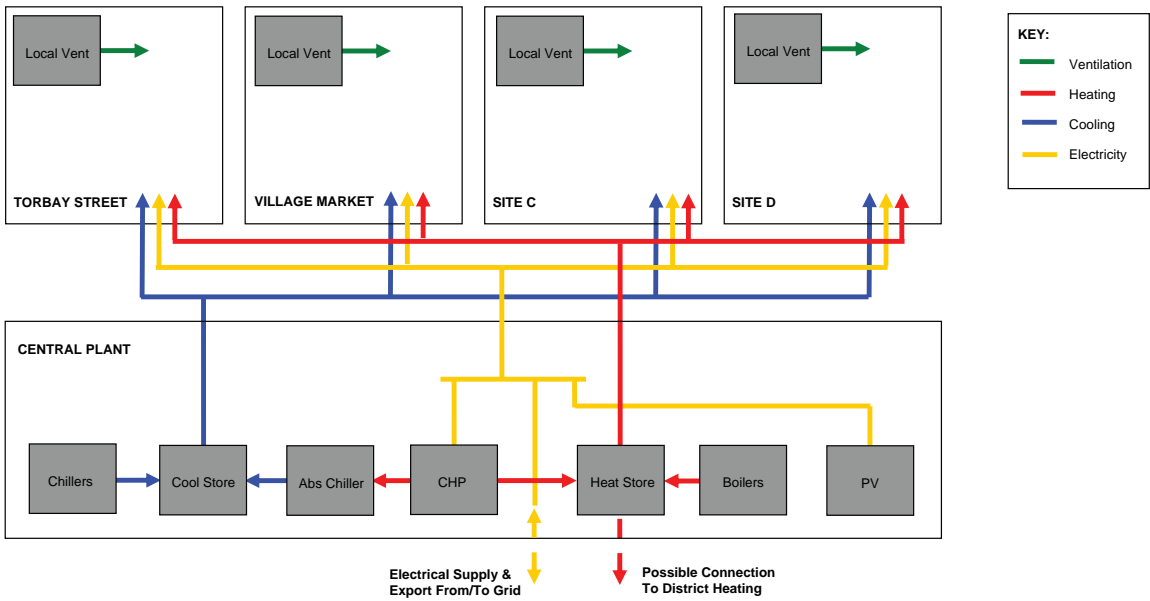 Local Vent
Local Vent
Local Vent
Local Vent
KEY:
Ventilation
Heating
Cooling
Electricity
TORBAY STREET
VILLAGE MARKET
SITE C
SITE D
CENTRAL PLANT
Chillers
Cool Store
Abs Chiller
CHP
Heat Store
Boilers
PV
Electrical Supply &
Export From/To Grid
Possible Connection
To District Heating